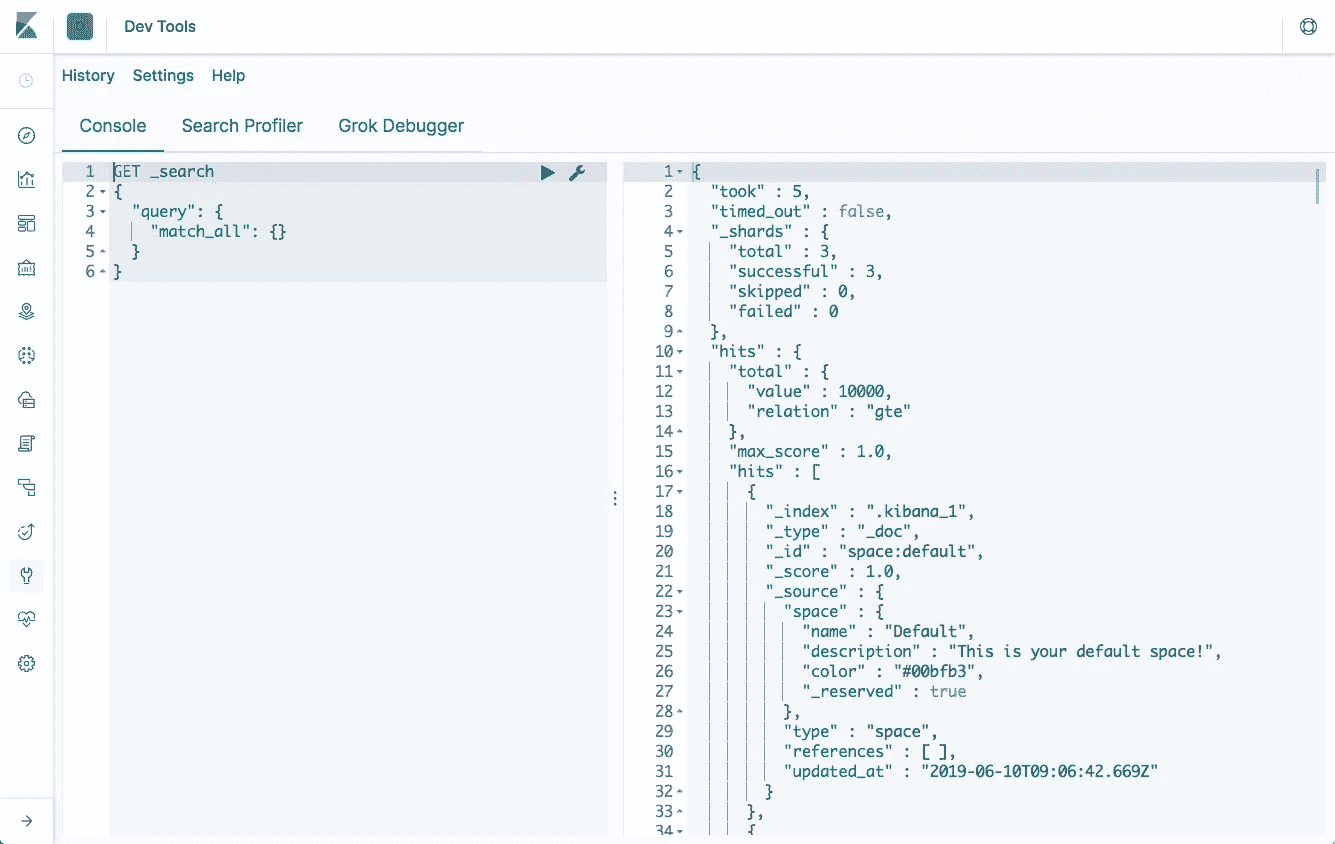 D Dev Tools
History Settings Help
Console Search Profiler Grok Debugger
1 GET _search
2 {
3 "query": {
4 "match_all": {}
5 }
6 }
1 {
2 "took" : 5,
3 "timed_out" : false,
4 "_shards" : {
5 "total" : 3,
6 "successful" : 3,
7 "skipped" : 0,
8 "failed" : 0
9 },
10 "hits" : {
11 "total" : {
12 "value" : 10000,
13 "relation" : "gte"
14 },
15 "max_score" : 1.0,
16 "hits" : [
17 {
18 "_index" : ".kibana_1",
19 "_type" : "_doc",
20 "_id" : "space:default",
21 "_score" : 1.0,
22 "_source" : {
23 "space" : {
24 "name" : "Default",
25 "description" : "This is your default space!",
26 "color" : "#00bfb3",
27 "_reserved" : true
28 },
29 "type" : "space",
30 "references" : [ ],
31 "updated_at" : "2019-06-10T09:06:42.669Z"
32 }
33 },
34 {